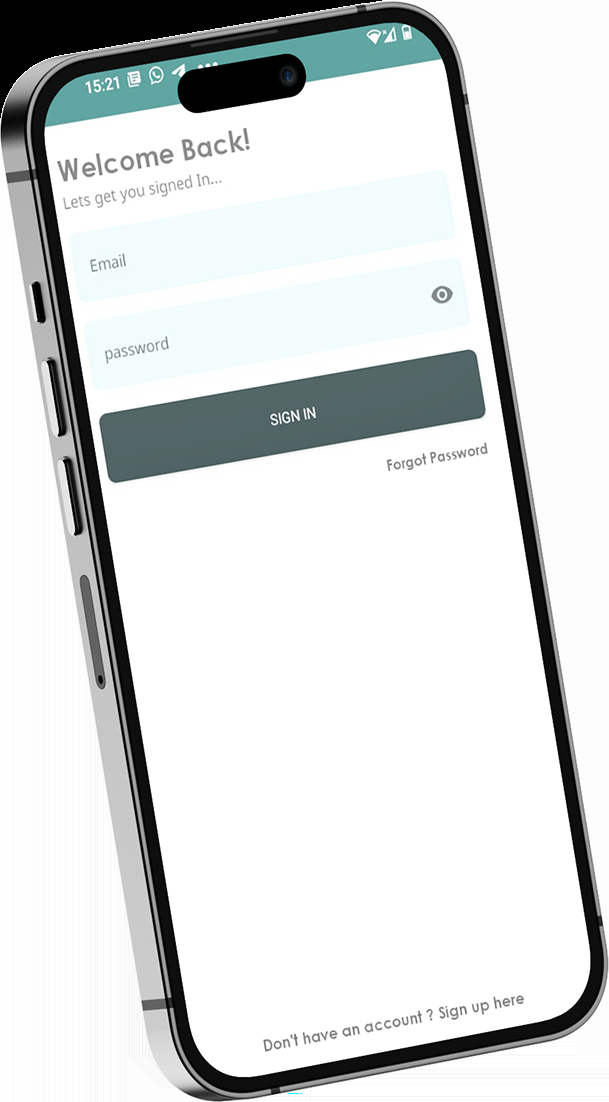 15:21
Welcome Back!
Lets get you signed In...
Email
password
SIGN IN
Forgot Password
Don't have an account ? Sign up here